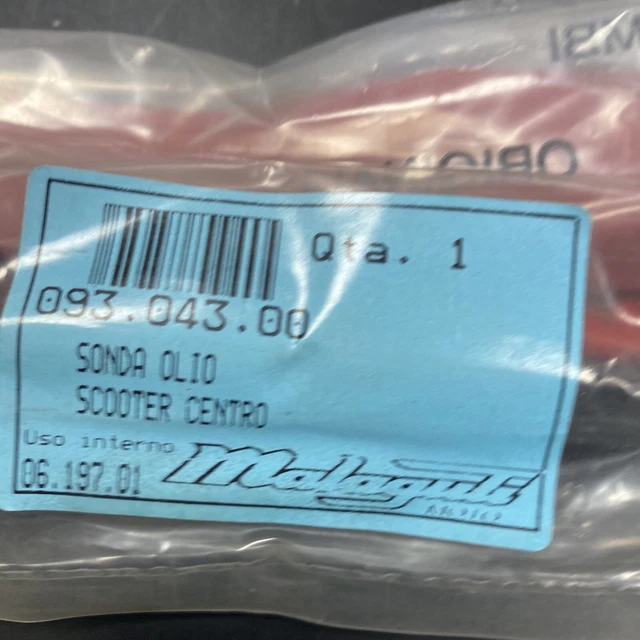 Qta. 1
093.043.00
SONDA OLIO
SCOOTER CENTRO
Uso interno
06.197.01
malaguti